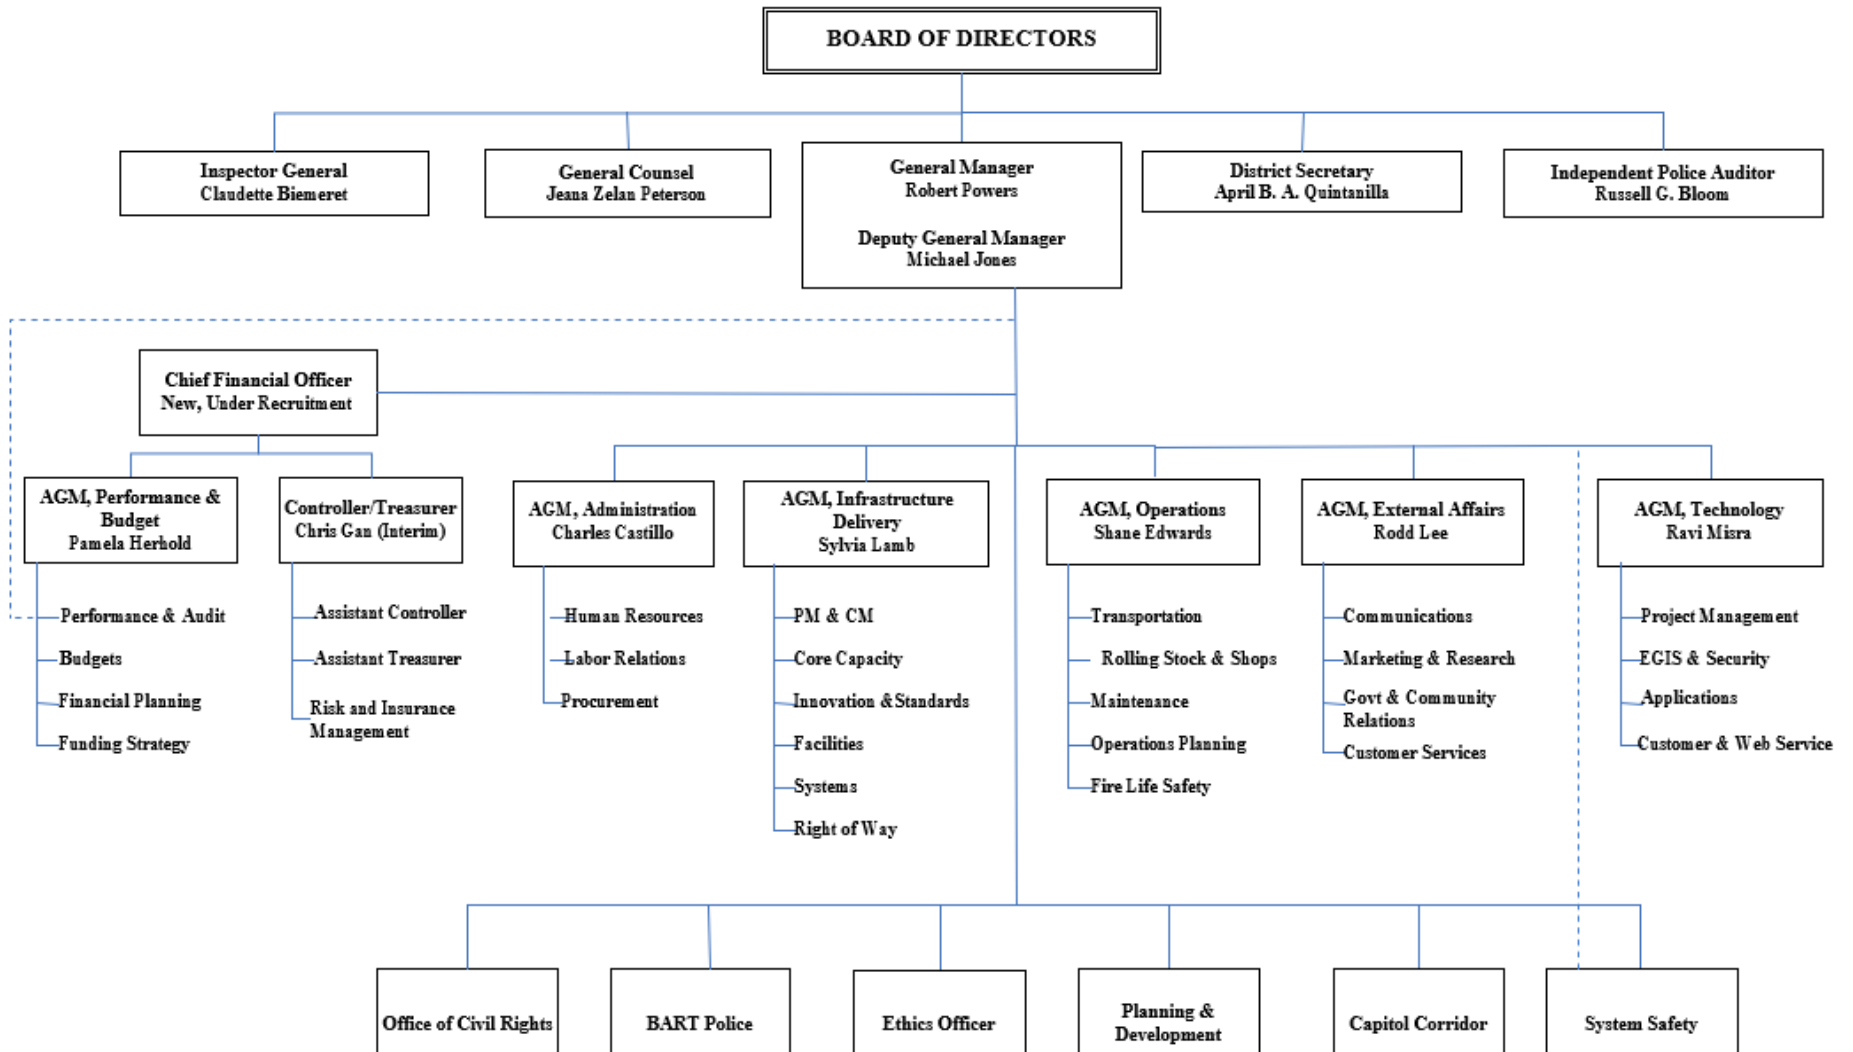 BOARD OF DIRECTORS
Inspector General
Claudette Biemeret
General Counsel
Jeana Zelan Peterson
General Manager
Robert Powers
Deputy General Manager
Michael Jones
District Secretary
April B. A. Quintanilla
Independent Police Auditor
Russell G. Bloom
Chief Financial Officer
New, Under Recruitment
AGM, Performance &
Budget
Pamela Herhold
Performance & Audit
Budgets
Financial Planning
Funding Strategy
Controller/Treasurer
Chris Gan (Interim)
Assistant Controller
Assistant Treasurer
Risk and Insurance
Management
AGM, Administration
Charles Castillo
Human Resources
Labor Relations
Procurement
AGM, Infrastructure
Delivery
Sylvia Lamb
PM & CM
Core Capacity
Innovation &Standards
Facilities
Systems
Right of Way
AGM, Operations
Shane Edwards
Transportation
Rolling Stock & Shops
Maintenance
Operations Planning
Fire Life Safety
AGM, External Affairs
Rodd Lee
Communications
Marketing & Research
Govt & Community
Relations
Customer Services
AGM, Technology
Ravi Misra
Project Management
EGIS & Security
Applications
Customer & Web Service
Office of Civil Rights
BART Police
Ethics Officer
Planning &
Development
Capitol Corridor
System Safety